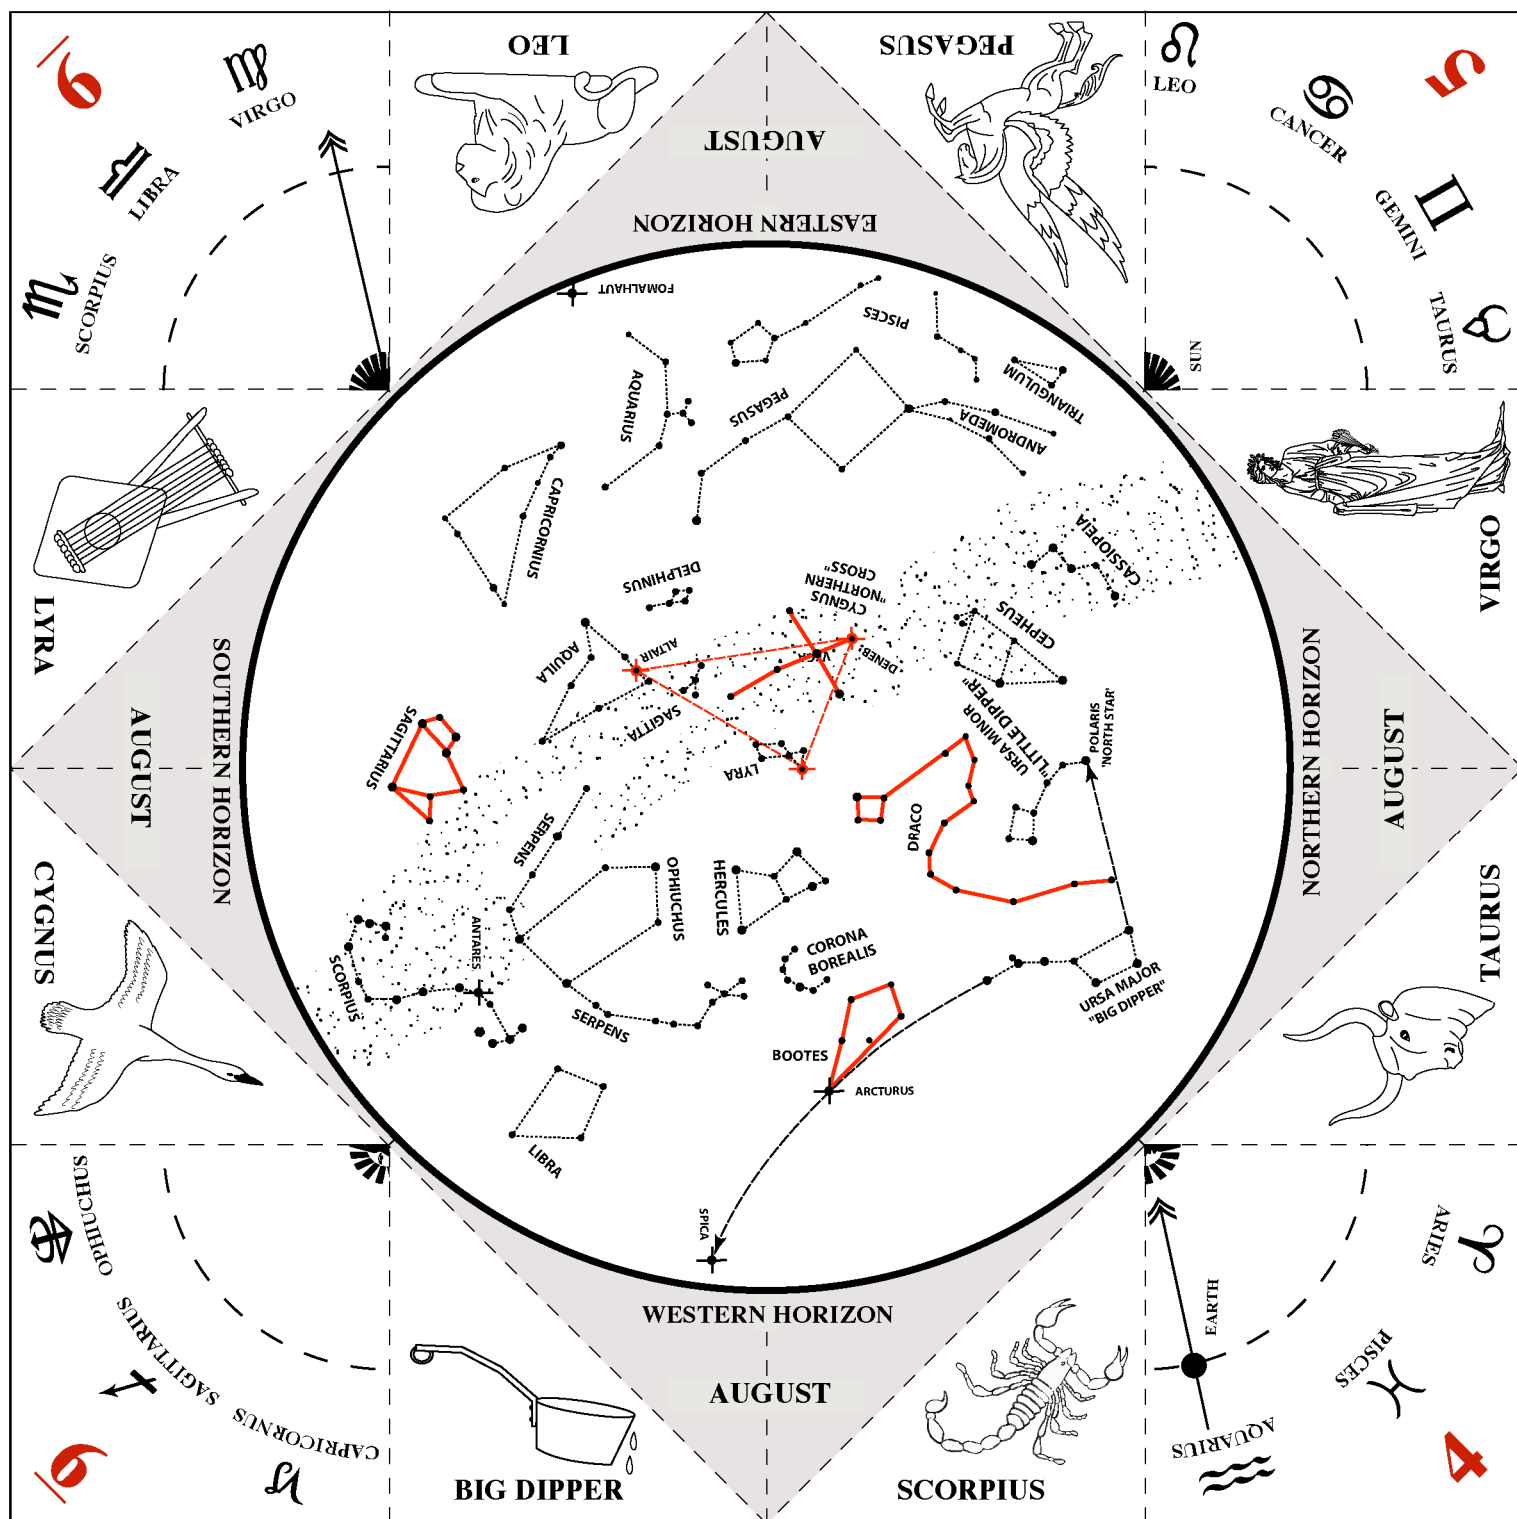 LEO
PEGASUS
6
VIRGO
LIBRA
SCORPIUS
LEO
CANCER
GEMINI
TAURUS
SUN
5
AUGUST
EASTERN HORIZON
FOMALHAUT
PISCES
AQUARIUS
PEGASUS
TRIANGULUM
ANDROMEDA
CAPRICORNIUS
CASSIOPEIA
DELPHINUS
CYGNUS
"NORTHERN
CROSS"
CEPHEUS
AQUILA
ALTAIR
VEGA
DENEB
SAGITTA
LYRA
SAGITTARIUS
URSA MINOR
"LITTLE DIPPER"
POLARIS
'NORTH STAR'
DRACO
SERPENS
OPHIUCHUS
HERCULES
ANTARES
SCORPIUS
CORONA
BOREALIS
SERPENS
URSA MAJOR
"BIG DIPPER"
BOOTES
ARCTURUS
LIBRA
SPICA
LYRA
SOUTHERN HORIZON
AUGUST
CYGNUS
VIRGO
NORTHERN HORIZON
AUGUST
TAURUS
OPHIUCHUS
SAGITTARIUS
CAPRICORNUS
6
WESTERN HORIZON
AUGUST
BIG DIPPER
SCORPIUS
EARTH
ARIES
PISCES
AQUARIUS
4